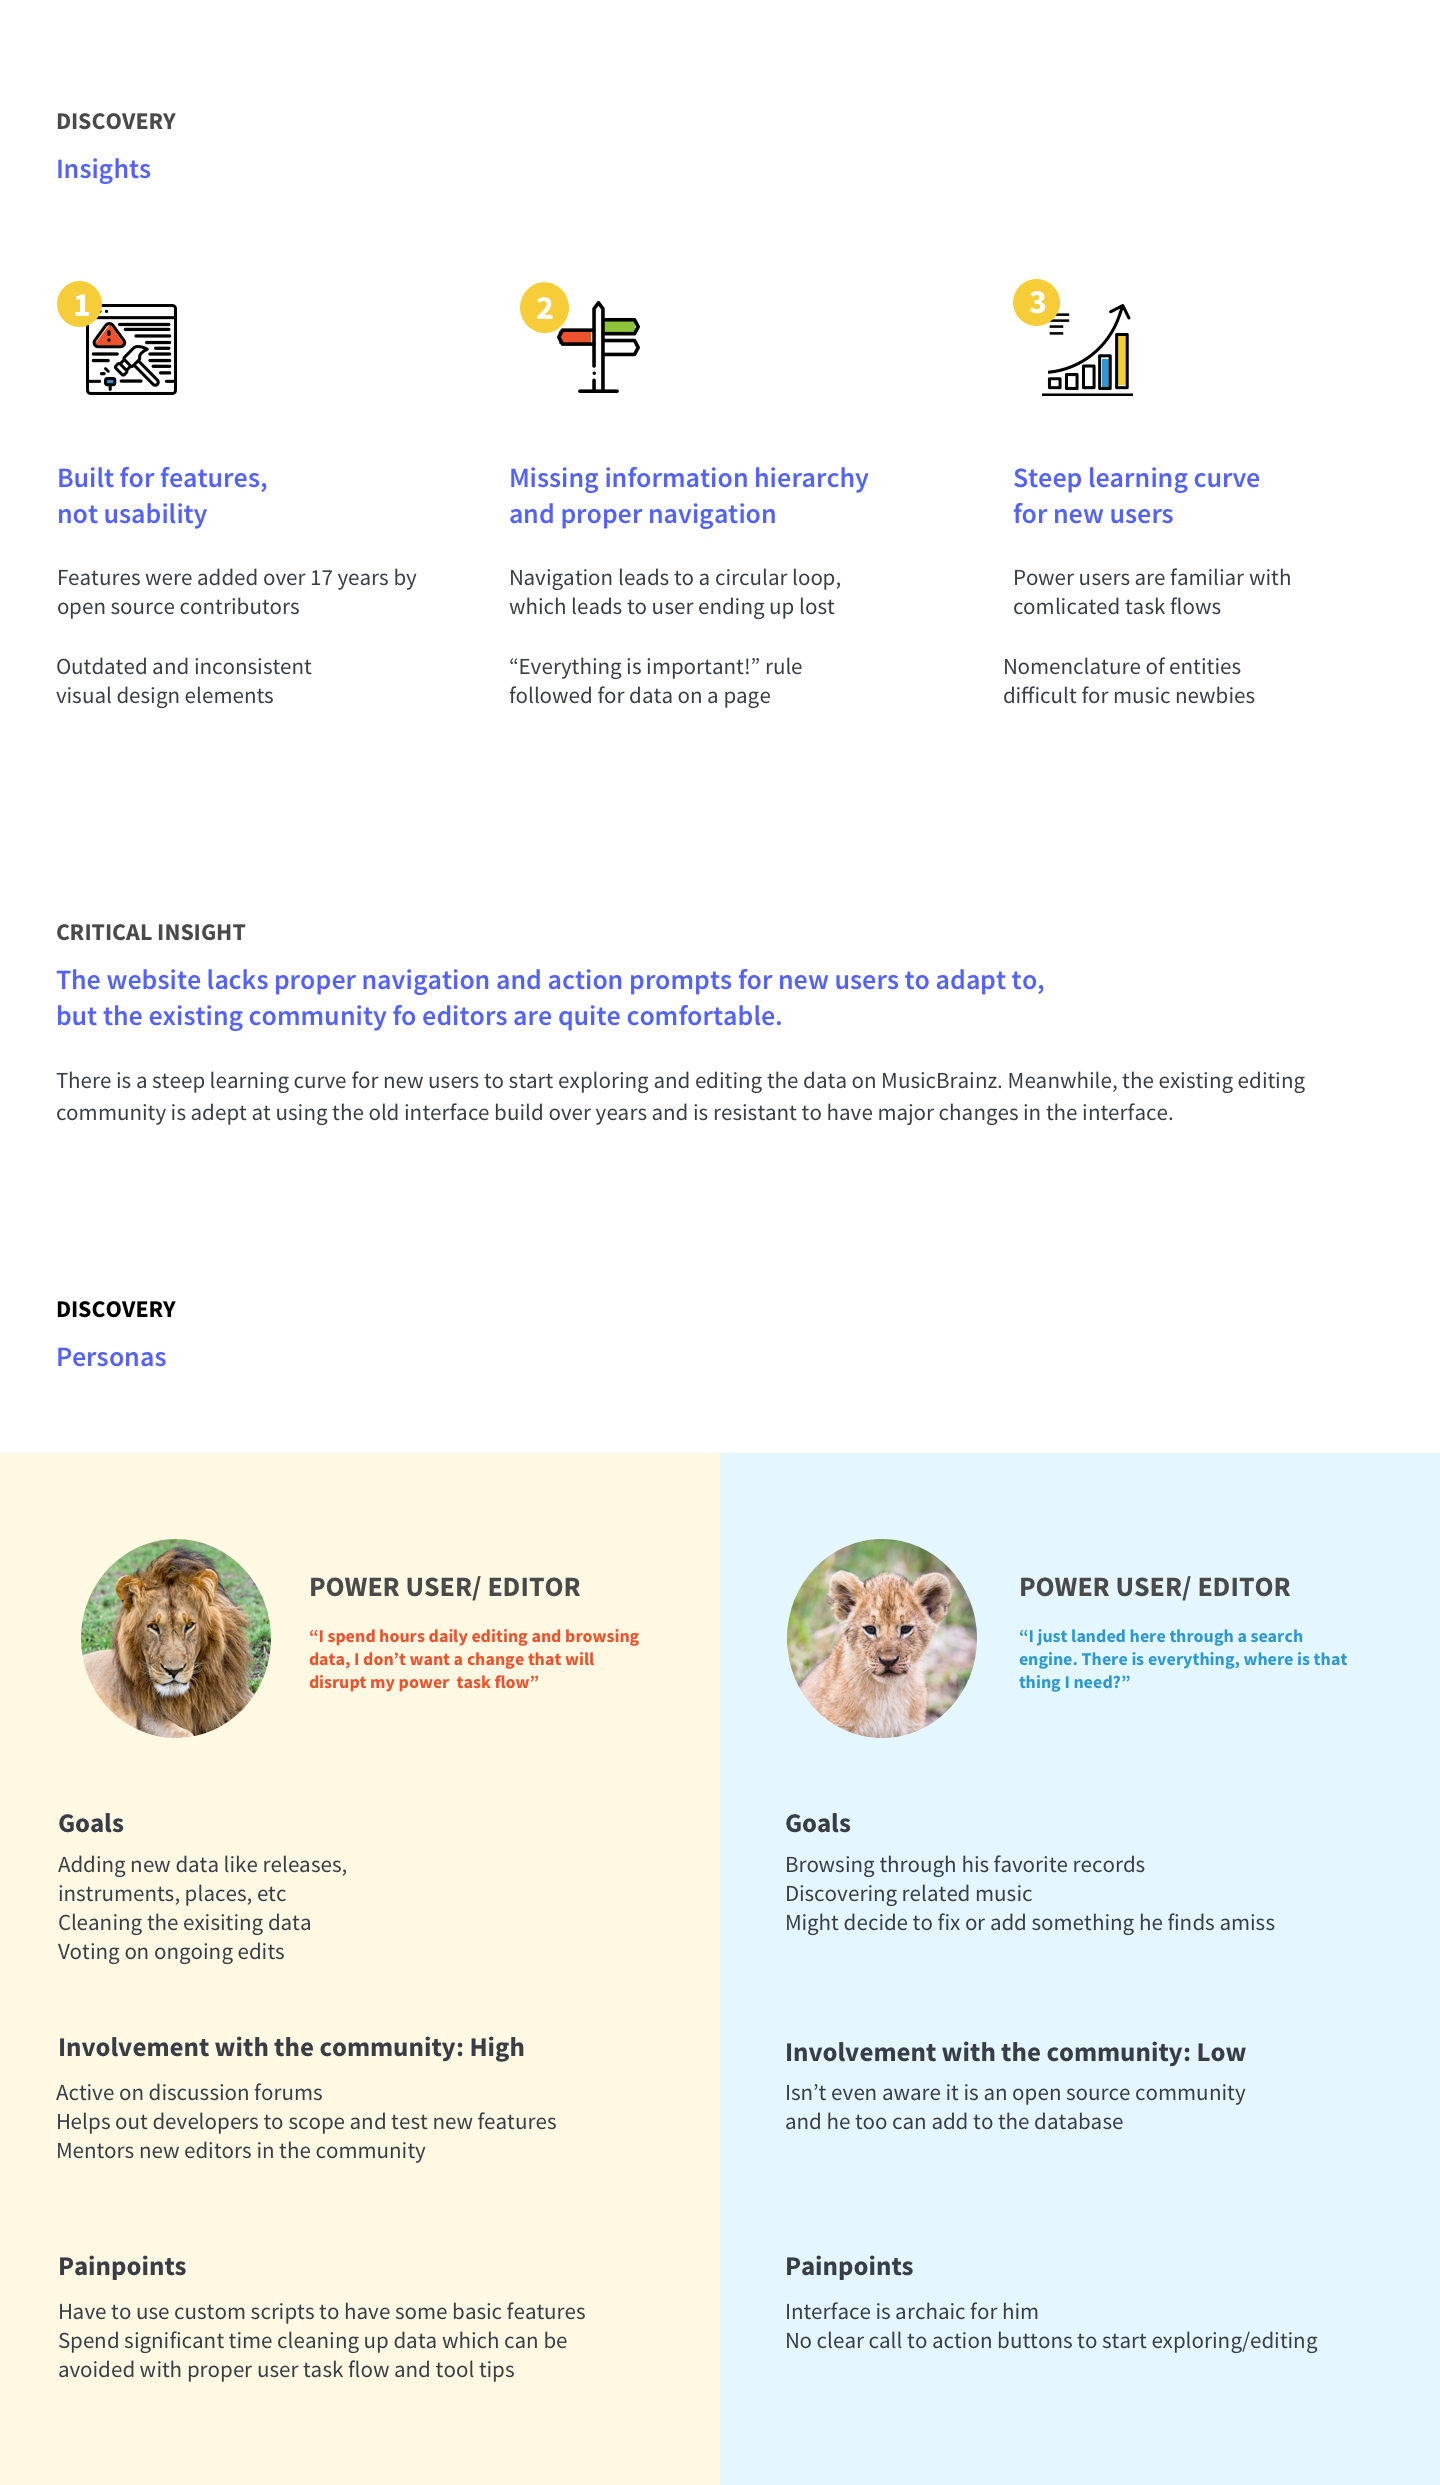 DISCOVERY
Insights
1
Built for features,
not usability
Features were added over 17 years by
open source contributors
Outdated and inconsistent
visual design elements
2
Missing information hierarchy
and proper navigation
Navigation leads to a circular loop,
which leads to user ending up lost
“Everything is important!” rule
followed for data on a page
3
Steep learning curve
for new users
Power users are familiar with
comlicated task flows
Nomenclature of entities
difficult for music newbies
CRITICAL INSIGHT
The website lacks proper navigation and action prompts for new users to adapt to,
but the existing community fo editors are quite comfortable.
There is a steep learning curve for new users to start exploring and editing the data on MusicBrainz. Meanwhile, the existing editing
community is adept at using the old interface build over years and is resistant to have major changes in the interface.
DISCOVERY
Personas
POWER USER/ EDITOR
“I spend hours daily editing and browsing
data, I don’t want a change that will
disrupt my power  task flow”
Goals
Adding new data like releases,
instruments, places, etc
Cleaning the exisiting data
Voting on ongoing edits
Involvement with the community: High
Active on discussion forums
Helps out developers to scope and test new features
Mentors new editors in the community
Painpoints
Have to use custom scripts to have some basic features
Spend significant time cleaning up data which can be
avoided with proper user task flow and tool tips
POWER USER/ EDITOR
“I just landed here through a search
engine. There is everything, where is that
thing I need?”
Goals
Browsing through his favorite records
Discovering related music
Might decide to fix or add something he finds amiss
Involvement with the community: Low
Isn’t even aware it is an open source community
and he too can add to the database
Painpoints
Interface is archaic for him
No clear call to action buttons to start exploring/editing